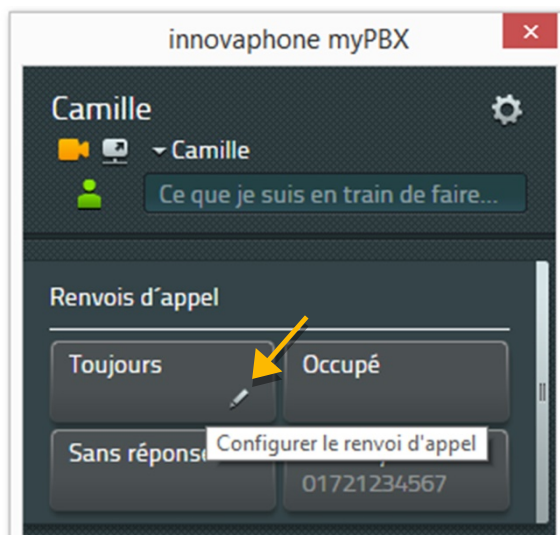 innovaphone myPBX
Camille
Camille
Ce que je suis en train de faire...
Renvois d´appel
Toujours
Occupé
Sans réponse
Configurer le renvoi d'appel
01721234567